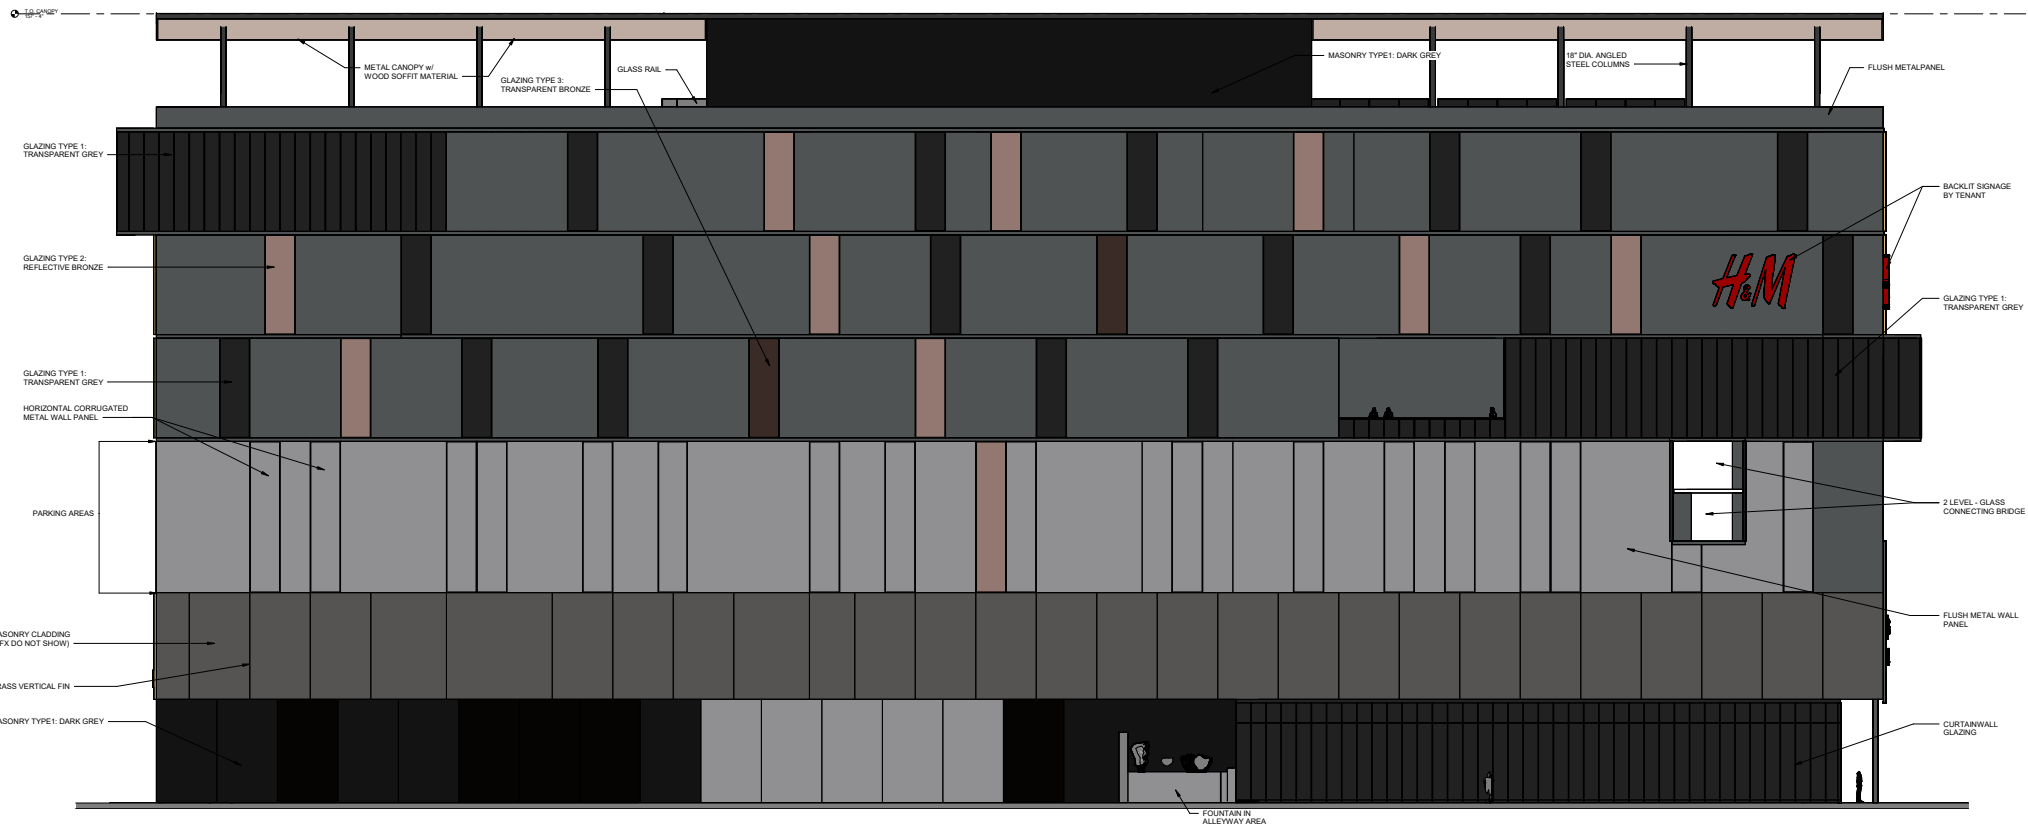 T.O. CANOPY
157' - 4"
METAL CANOPY w/
WOOD SOFFIT MATERIAL
GLAZING TYPE 3:
TRANSPARENT BRONZE
GLASS RAIL
MASONRY TYPE1: DARK GREY
18" DIA. ANGLED
STEEL COLUMNS
FLUSH METALPANEL
GLAZING TYPE 1:
TRANSPARENT GREY
BACKLIT SIGNAGE
BY TENANT
GLAZING TYPE 2:
REFLECTIVE BRONZE
H&M
GLAZING TYPE 1:
TRANSPARENT GREY
GLAZING TYPE 1:
TRANSPARENT GREY
HORIZONTAL CORRUGATED
METAL WALL PANEL
PARKING AREAS
2 LEVEL - GLASS
CONNECTING BRIDGE
ASONRY CLADDING
FX DO NOT SHOW)
FLUSH METAL WALL
PANEL
RASS VERTICAL FIN
ASONRY TYPE1: DARK GREY
CURTAINWALL
GLAZING
FOUNTAIN IN
ALLEYWAY AREA